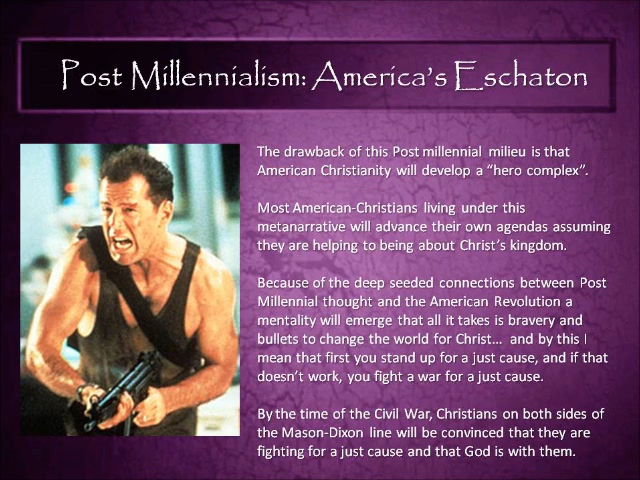 Post Millennialism: America's Eschaton
The drawback of this Post millennial milieu is that
American Christianity will develop a "hero complex".
Most American-Christians living under this
metanarrative will advance their own agendas assuming
they are helping to being about Christ's kingdom.
Because of the deep seeded connections between Post
Millennial thought and the American Revolution a
mentality will emerge that all it takes is bravery and
bullets to change the world for Christ... and by this I
mean that first you stand up for a just cause, and if that
doesn't work, you fight a war for a just cause.
By the time of the Civil War, Christians on both sides of
the Mason-Dixon line will be convinced that they are
fighting for a just cause and that God is with them.